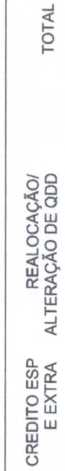 CREDITO ESP
E EXTRA
REALOCAÇÃO/
ALTERAÇÃO DE QDD
TOTAL